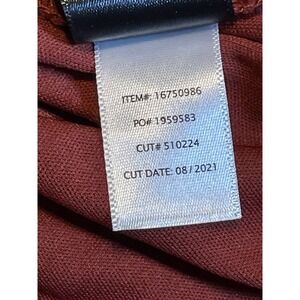 ITEM#: 16750986
PO# 1959583
CUT# 510224
CUT DATE: 08/2021